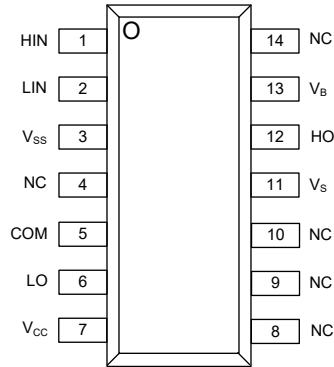 HIN 1 O 14 NC
LIN 2 13 VB
VSS 3 12 HO
NC 4 11 VS
COM 5 10 NC
LO 6 9 NC
VCC 7 8 NC